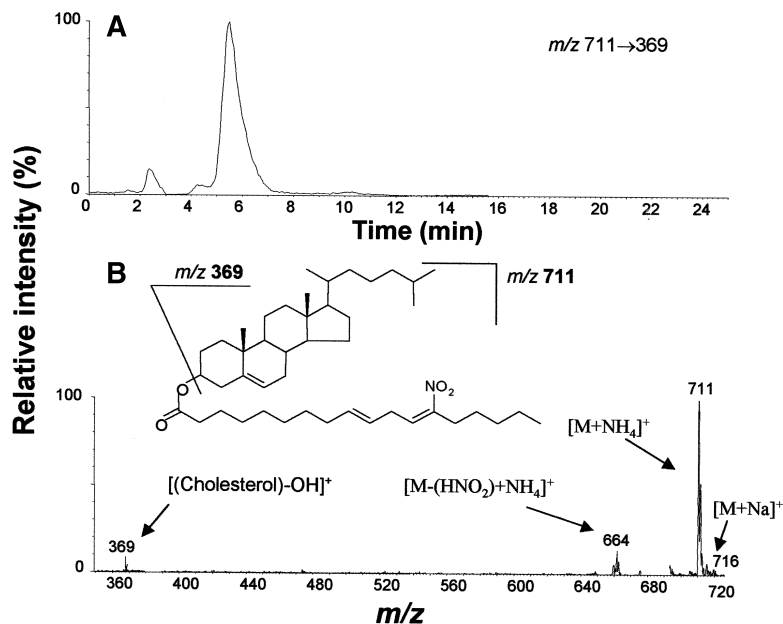 A
m/z 711→369
100
0
0 2 4 6 8 10 12 14 16 18 20 22 24
Time (min)
Relative intensity (%)
B
m/z 369
m/z 711
O
O
NO₂
100
0
711
[M+NH₄]⁺
[(Cholesterol)-OH]⁺
[M-(HNO₂)+NH₄]⁺
[M+Na]⁺
369
664
716
360 400 440 480 520 560 600 640 680 720
m/z